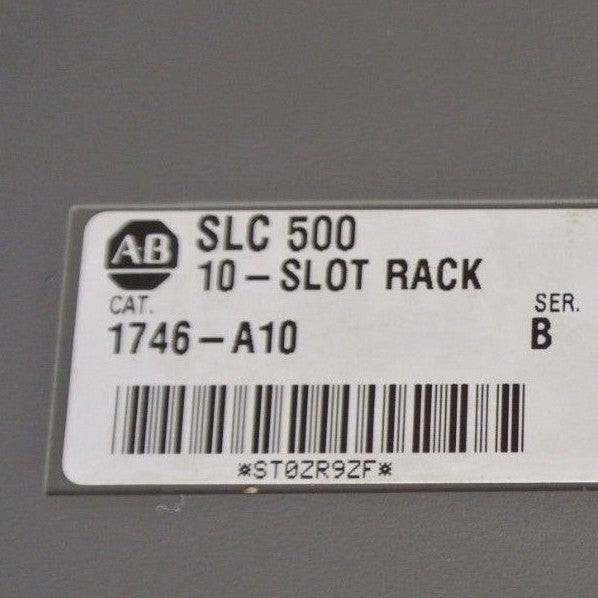 AB
SLC 500
10-SLOT RACK
CAT.
SER.
1746-A10
B
*ST0ZR9ZF*